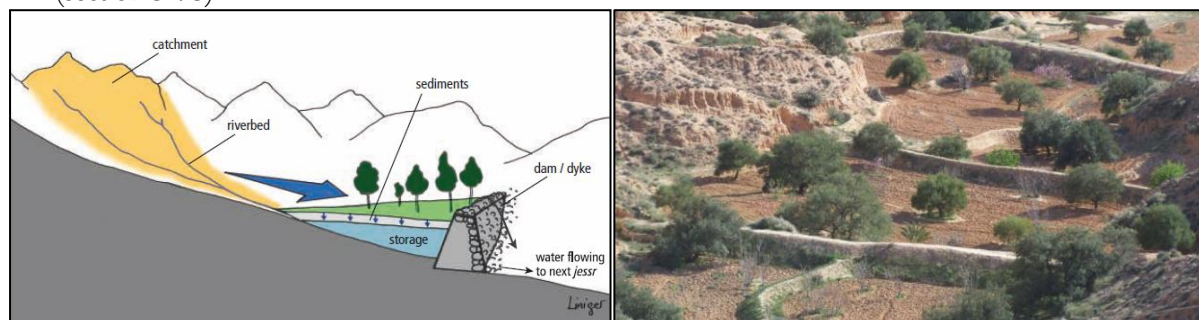 catchment
sediments
riverbed
dam / dyke
storage
water flowing
to next jessr
Liniger